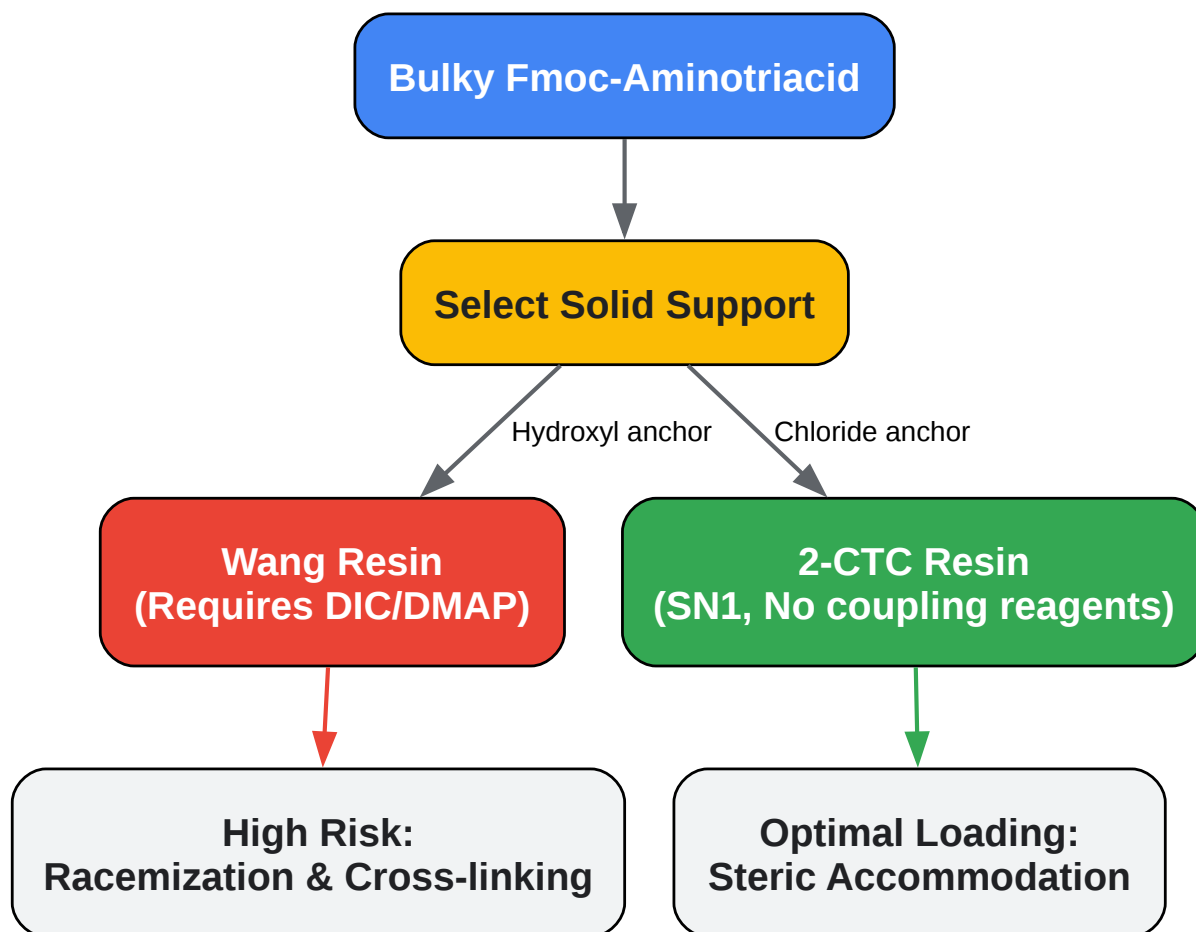 Bulky Fmoc-Aminotriacid
Select Solid Support
Hydroxyl anchor
Chloride anchor
Wang Resin
(Requires DIC/DMAP)
2-CTC Resin
(SN1, No coupling reagents)
High Risk:
Racemization & Cross-linking
Optimal Loading:
Steric Accommodation